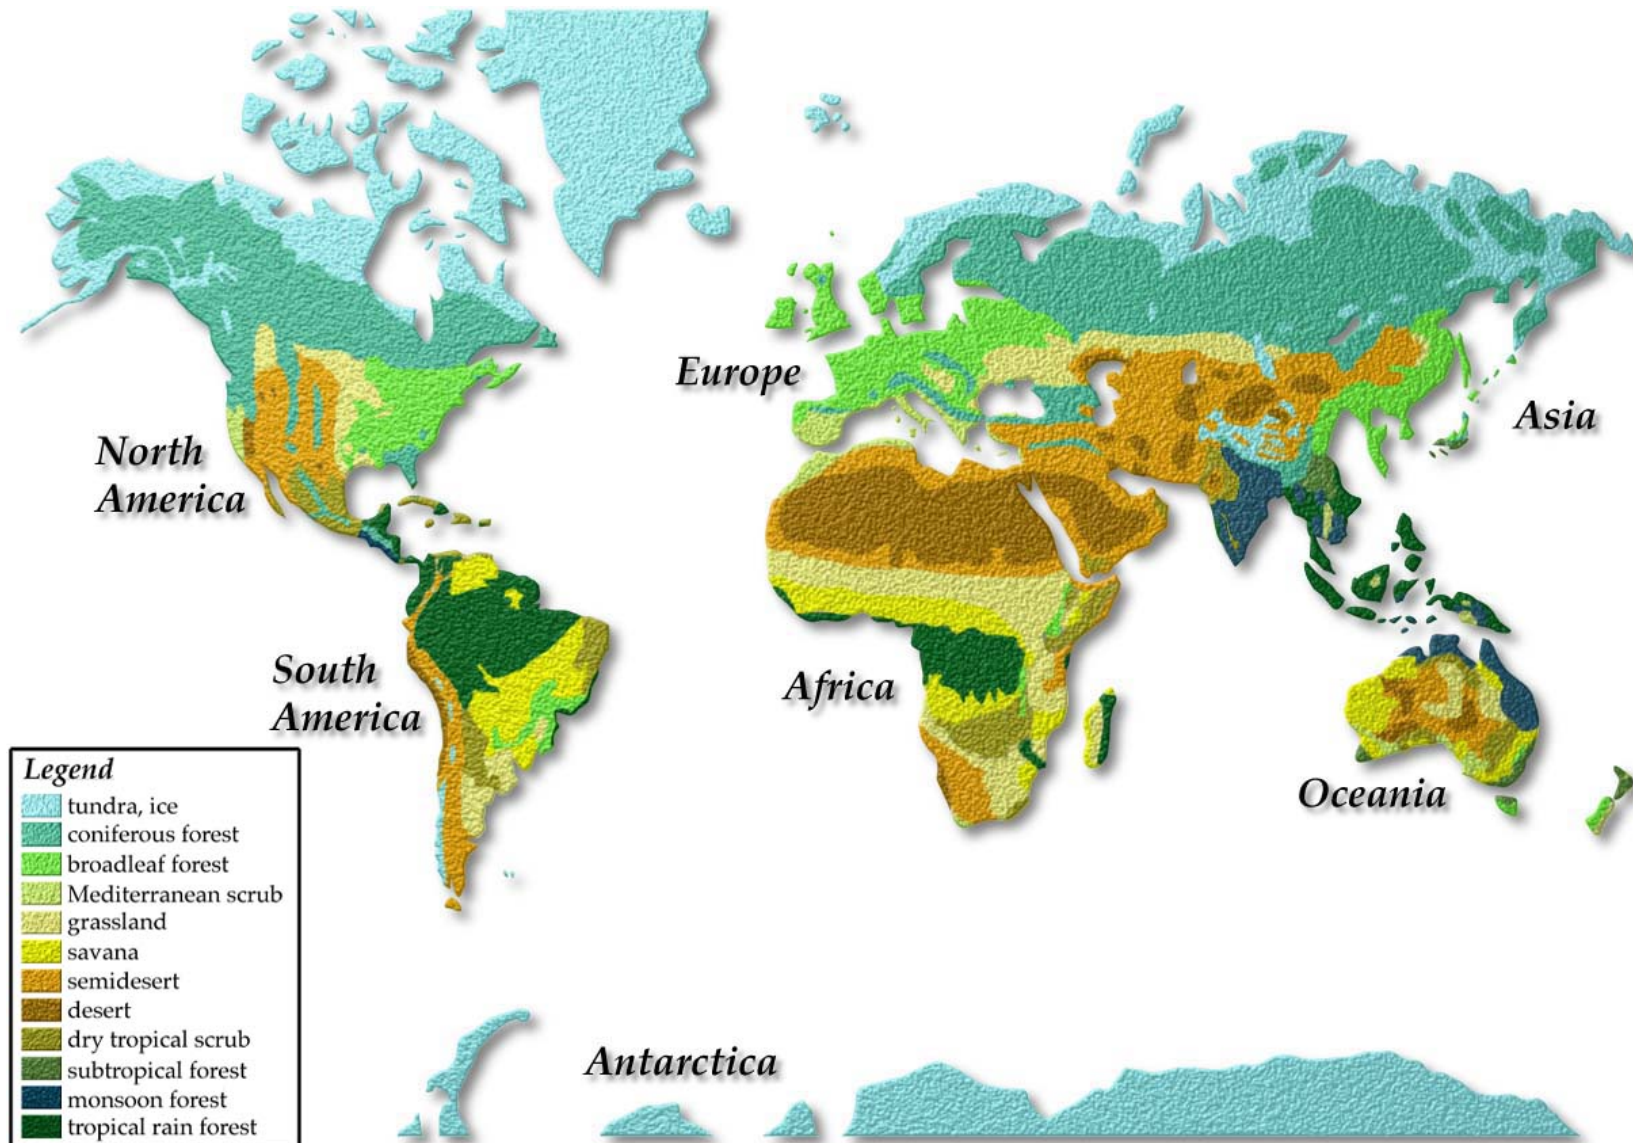 Europe
Asia
North
America
South
America
Africa
Oceania
Antarctica
Legend
tundra, ice
coniferous forest
broadleaf forest
Mediterranean scrub
grassland
savana
semidesert
desert
dry tropical scrub
subtropical forest
monsoon forest
tropical rain forest